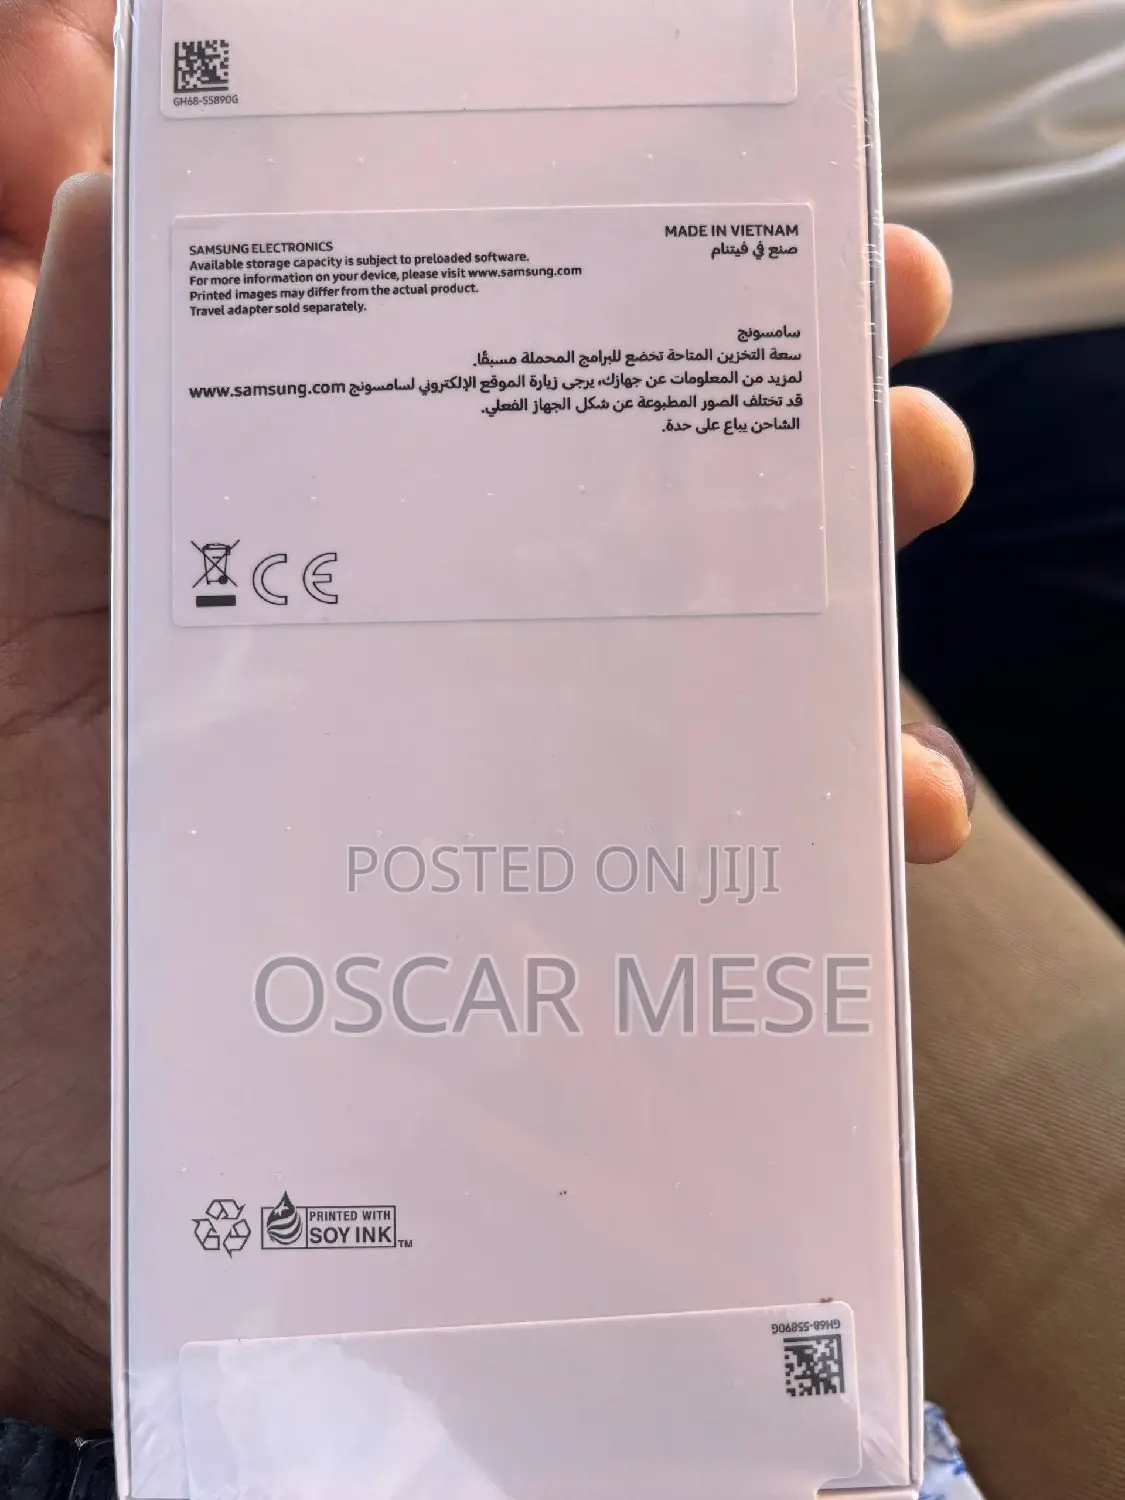 GH68-55890G
MADE IN VIETNAM
صنع في فيتنام
SAMSUNG ELECTRONICS
Available storage capacity is subject to preloaded software.
For more information on your device, please visit www.samsung.com
Printed images may differ from the actual product.
Travel adapter sold separately.
سامسونج
سعة التخزين المتاحة تخضع للبرامج المحملة مسبقًا.
لمزيد من المعلومات عن جهازك، يرجى زيارة الموقع الإلكتروني لسامسونج www.samsung.com
قد تختلف الصور المطبوعة عن شكل الجهاز الفعلي.
الشاحن يباع على حدة.
CE
POSTED ON JIJI
OSCAR MESE
PRINTED WITH
SOY INK TM
GH68-55890G